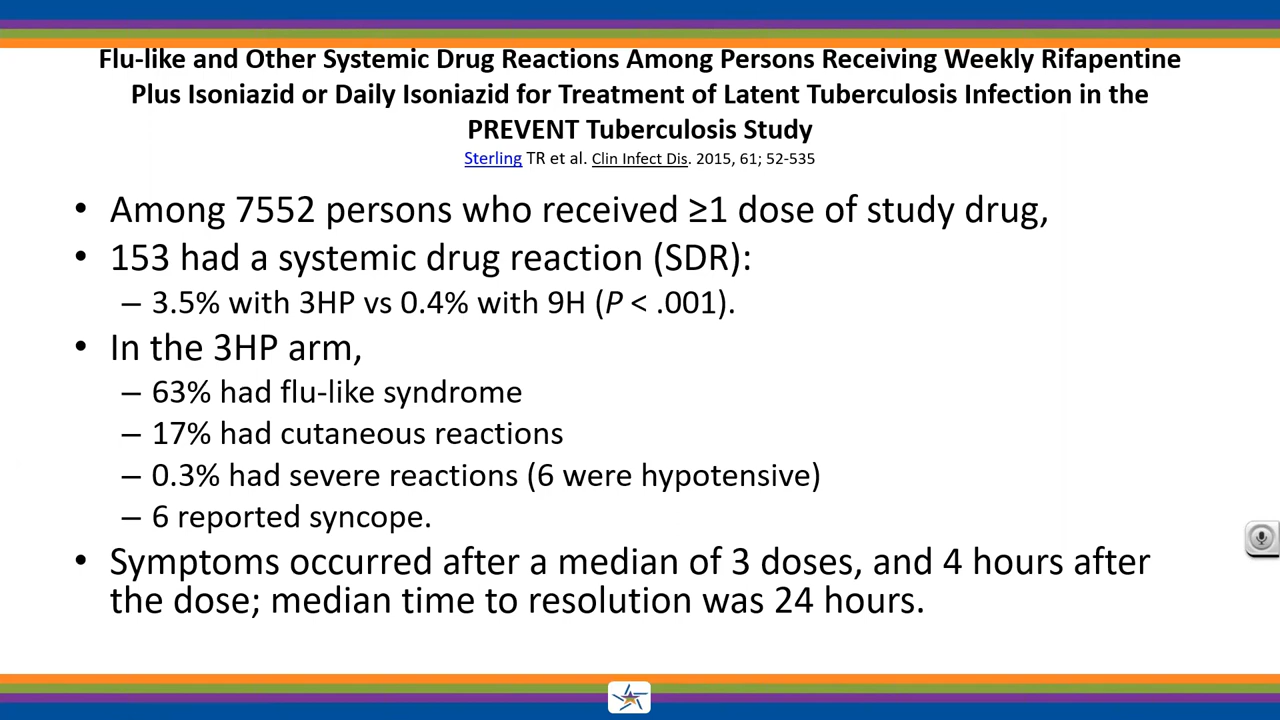 Flu-like and Other Systemic Drug Reactions Among Persons Receiving Weekly Rifapentine
Plus Isoniazid or Daily Isoniazid for Treatment of Latent Tuberculosis Infection in the
PREVENT Tuberculosis Study
Sterling TR et al. Clin Infect Dis. 2015, 61; 52-535
• Among 7552 persons who received ≥1 dose of study drug,
• 153 had a systemic drug reaction (SDR):
– 3.5% with 3HP vs 0.4% with 9H (P < .001).
• In the 3HP arm,
– 63% had flu-like syndrome
– 17% had cutaneous reactions
– 0.3% had severe reactions (6 were hypotensive)
– 6 reported syncope.
• Symptoms occurred after a median of 3 doses, and 4 hours after
the dose; median time to resolution was 24 hours.